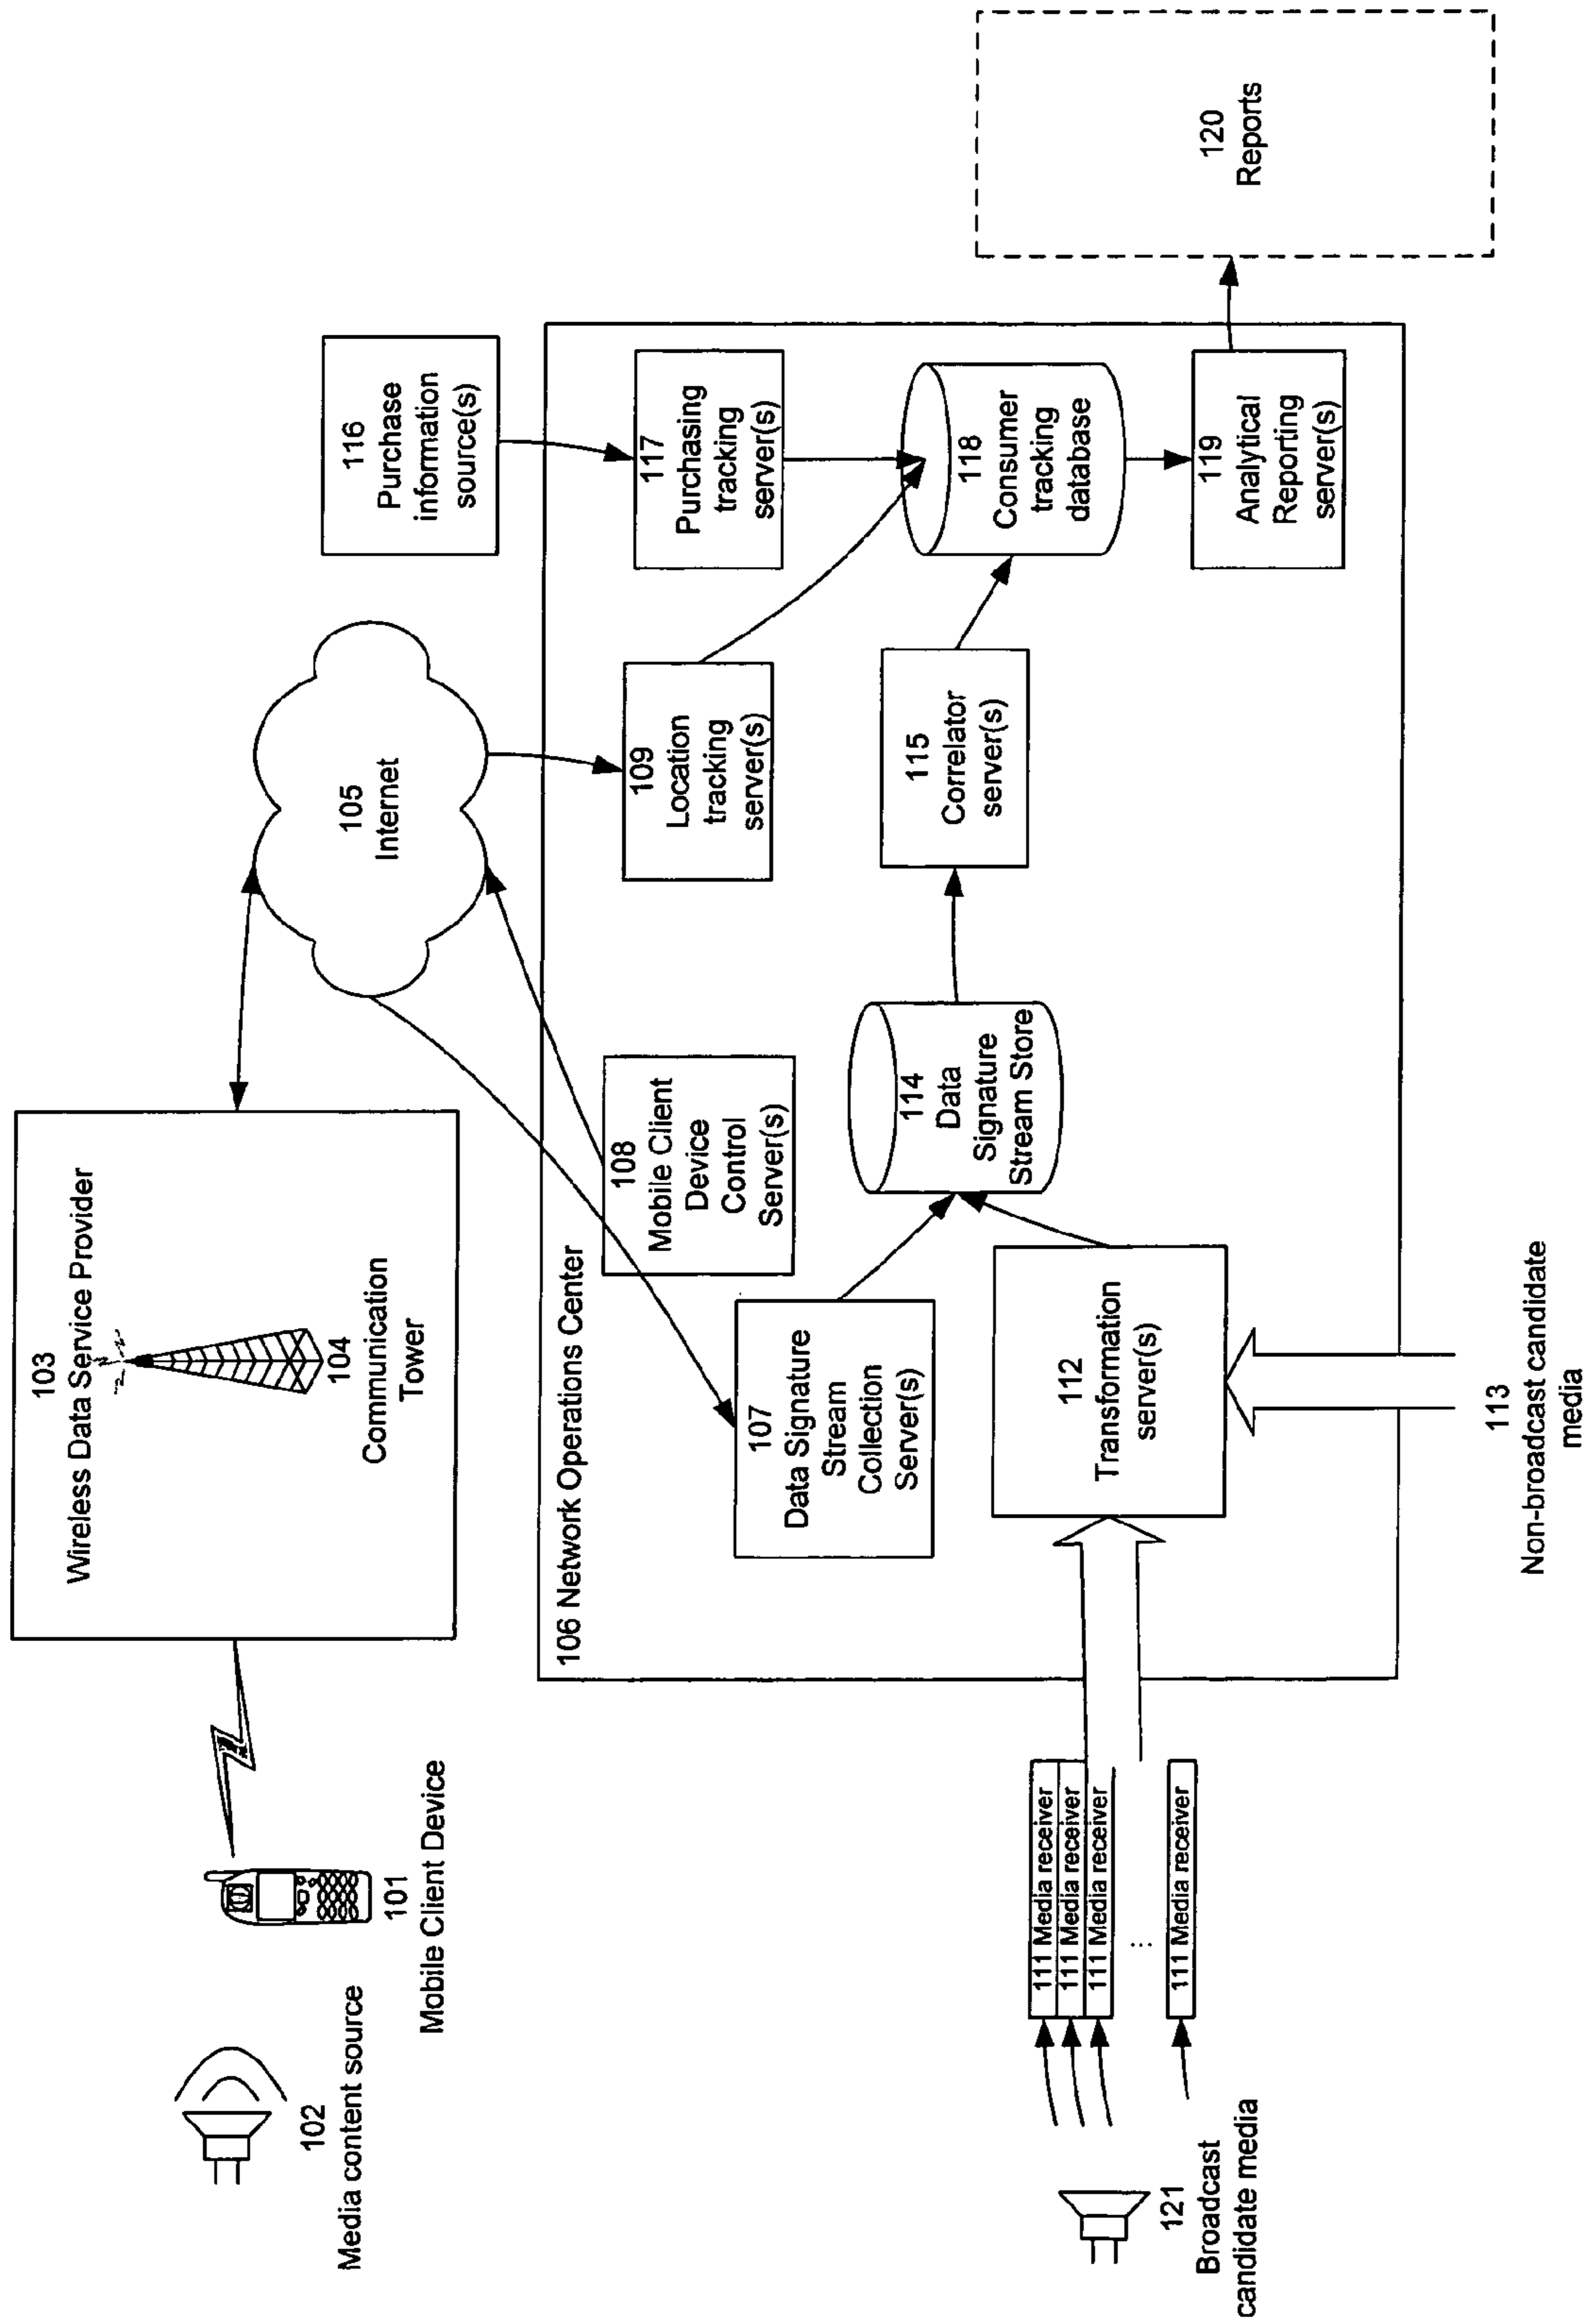 102
Media content source
101
Mobile Client Device
103
Wireless Data Service Provider
104
Communication
Tower
105
Internet
116
Purchase
information
source(s)
106 Network Operations Center
107
Data Signature
Stream
Collection
Server(s)
108
Mobile Client
Device
Control
Server(s)
109
Location
tracking
server(s)
117
Purchasing
tracking
server(s)
114
Data
Signature
Stream Store
115
Correlator
server(s)
118
Consumer
tracking
database
112
Transformation
server(s)
119
Analytical
Reporting
server(s)
120
Reports
121
Broadcast
candidate media
111 Media receiver
111 Media receiver
111 Media receiver
...
111 Media receiver
113
Non-broadcast candidate
media